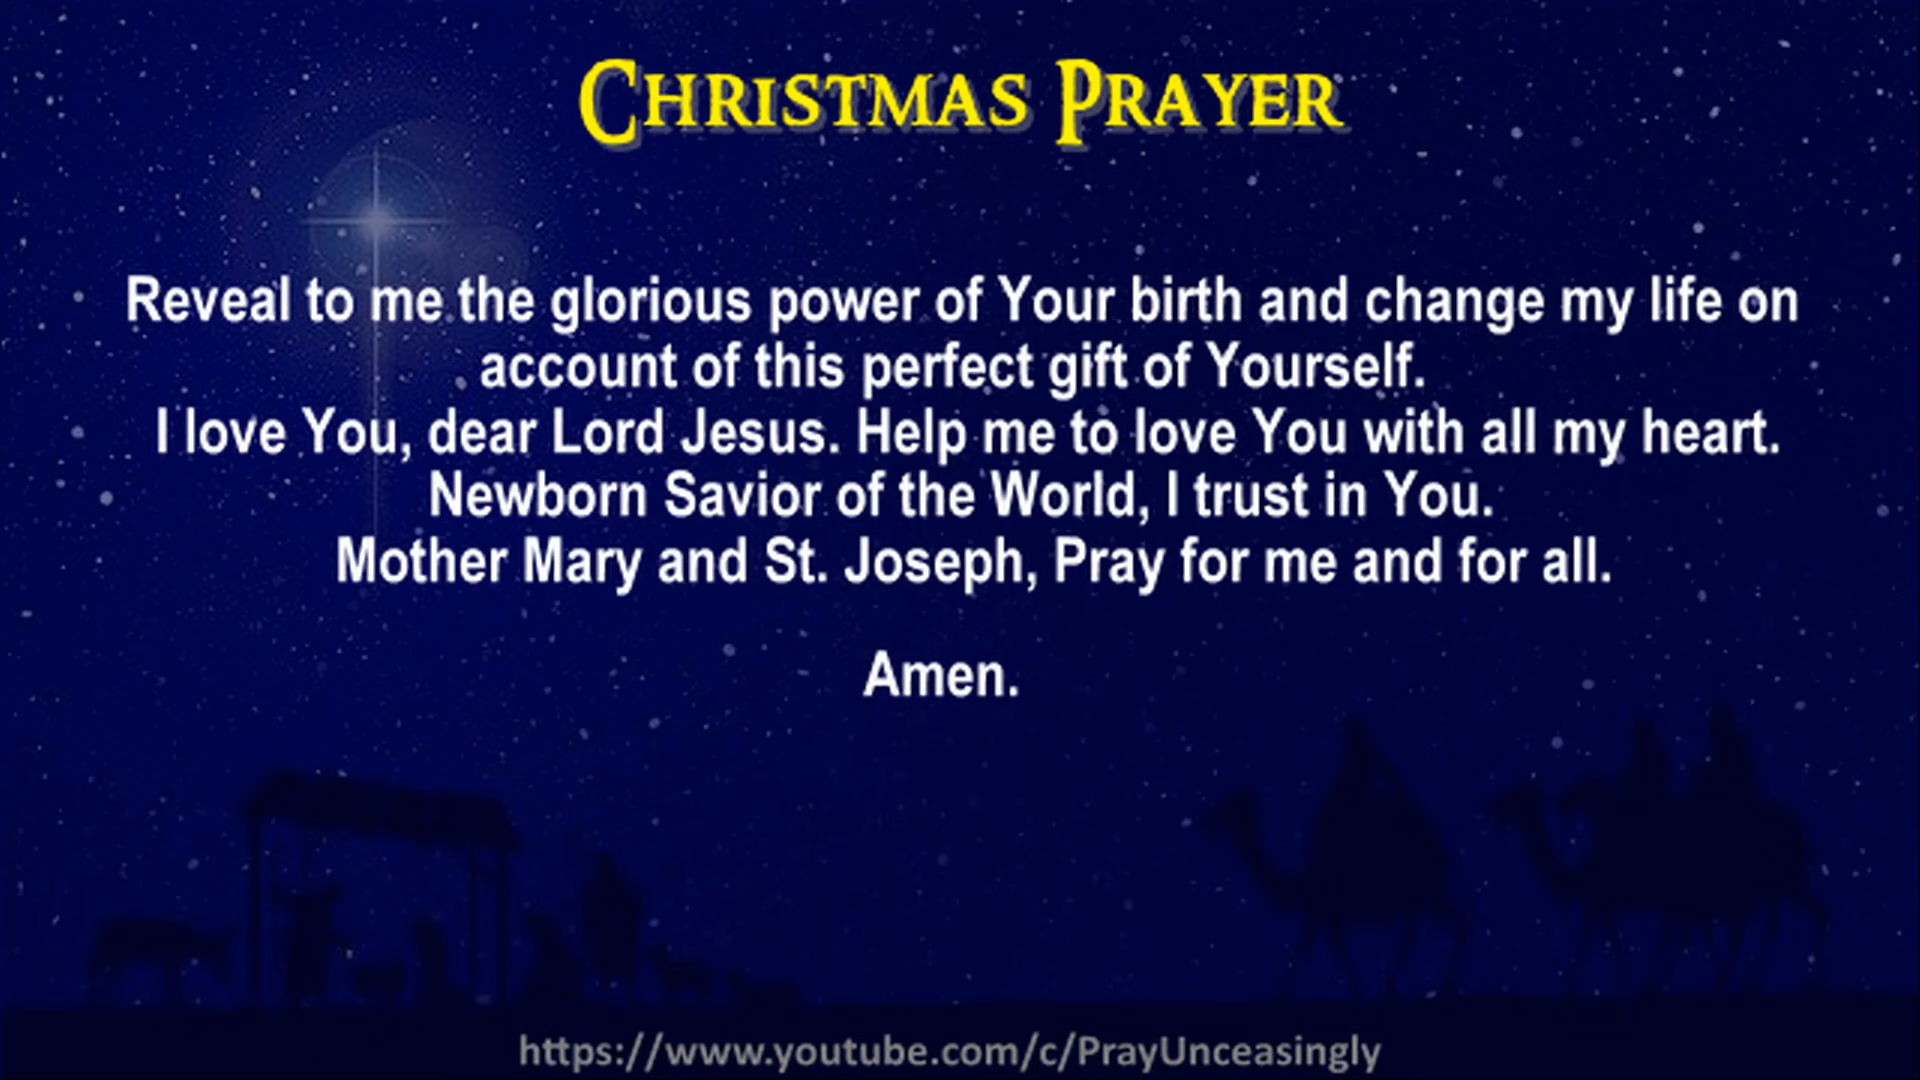 Christmas Prayer
Reveal to me the glorious power of Your birth and change my life on
account of this perfect gift of Yourself.
I love You, dear Lord Jesus. Help me to love You with all my heart.
Newborn Savior of the World, I trust in You.
Mother Mary and St. Joseph, Pray for me and for all.
Amen.
https://www.youtube.com/c/PrayUnceasingly